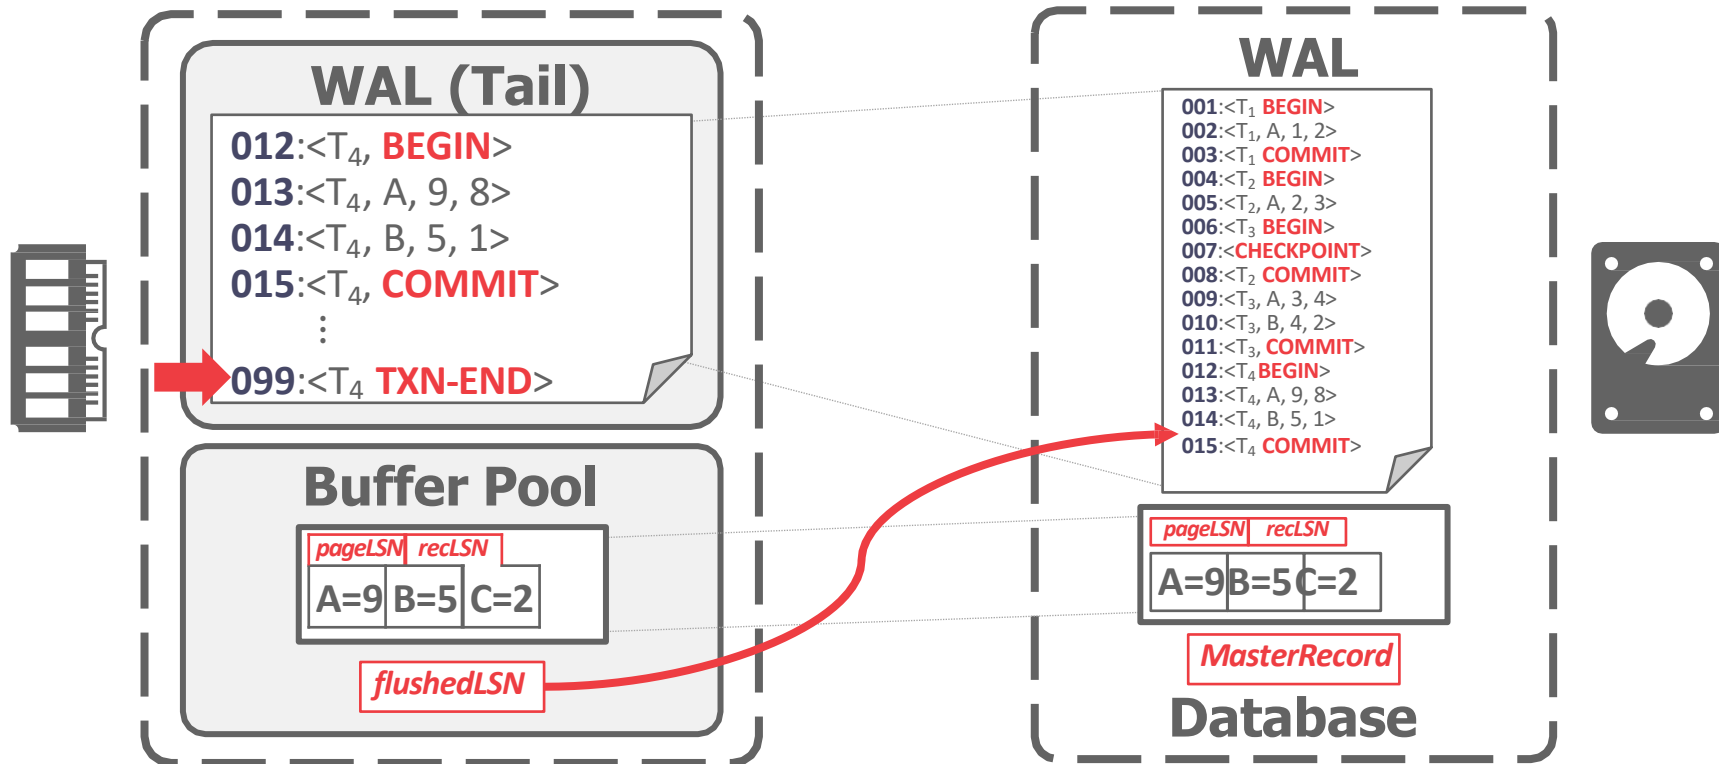 WAL (Tail)
012:<T₄, BEGIN>
013:<T₄, A, 9, 8>
014:<T₄, B, 5, 1>
015:<T₄, COMMIT>
⋮
099:<T₄ TXN-END>
Buffer Pool
pageLSN recLSN
A=9 B=5 C=2
flushedLSN
WAL
001:<T₁ BEGIN>
002:<T₁, A, 1, 2>
003:<T₁ COMMIT>
004:<T₂ BEGIN>
005:<T₂, A, 2, 3>
006:<T₃ BEGIN>
007:<CHECKPOINT>
008:<T₂ COMMIT>
009:<T₃, A, 3, 4>
010:<T₃, B, 4, 2>
011:<T₃, COMMIT>
012:<T₄ BEGIN>
013:<T₄, A, 9, 8>
014:<T₄, B, 5, 1>
015:<T₄ COMMIT>
pageLSN recLSN
A=9 B=5 C=2
MasterRecord
Database